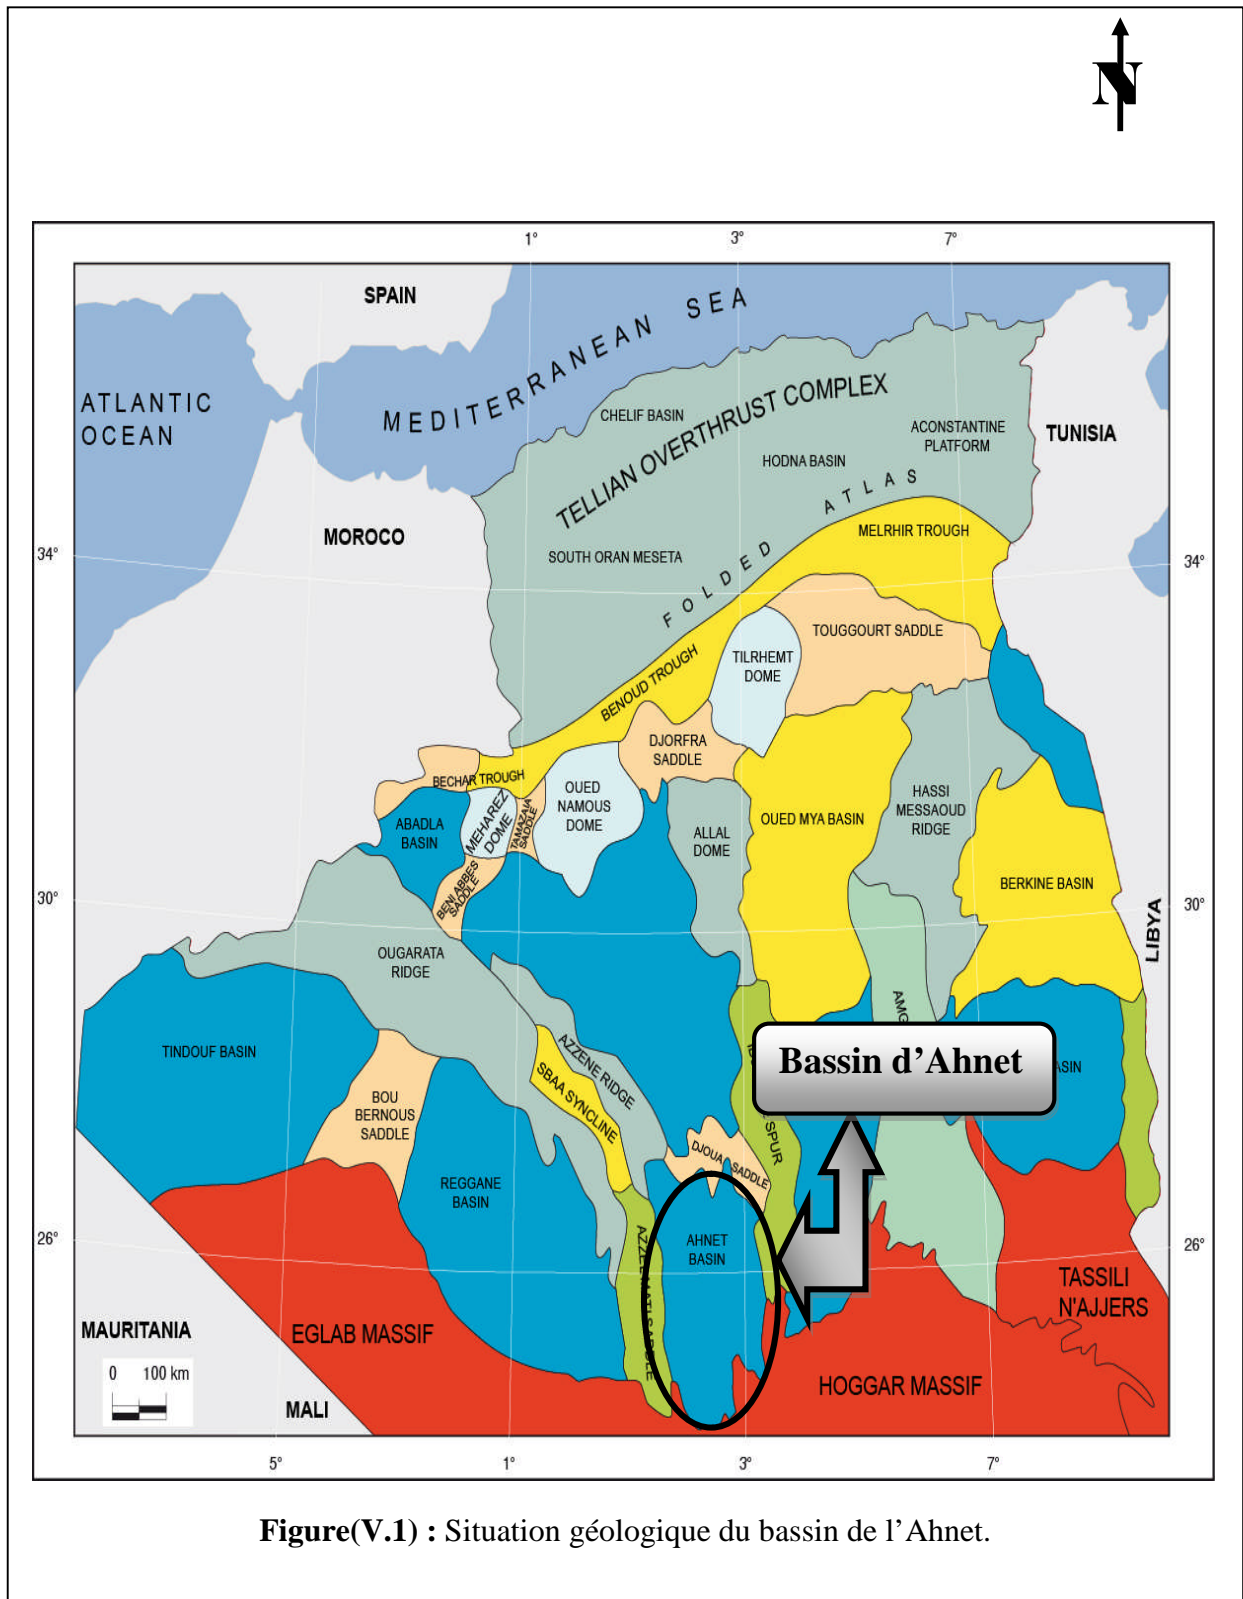 N
1°
3°
7°
SPAIN
MEDITERRANEAN SEA
ATLANTIC
OCEAN
TELLIAN OVERTHRUST COMPLEX
CHELIF BASIN
HODNA BASIN
ACONSTANTINE
PLATFORM
TUNISIA
FOLDED ATLAS
MOROCO
SOUTH ORAN MESETA
MELRHIR TROUGH
34°
34°
TOUGGOURT SADDLE
TILRHEMT
DOME
BENOUD TROUGH
DJORFRA
SADDLE
BECHAR TROUGH
OUED
NAMOUS
DOME
HASSI
MESSAOUD
RIDGE
ABADLA
BASIN
MEHAREZ
DOME
TAMAZAIA
SADDLE
ALLAL
DOME
OUED MYA BASIN
BENI ABBES
SADDLE
BERKINE BASIN
30°
30°
LIBYA
OUGARATA
RIDGE
TINDOUF BASIN
AZZENE RIDGE
SBAA SYNCLINE
AMG
Bassin d’Ahnet
ASIN
SPUR
BOU
BERNOUS
SADDLE
DJOUA SADDLE
REGGANE
BASIN
AHNET
BASIN
26°
26°
TASSILI
N'AJJERS
MAURITANIA
EGLAB MASSIF
HOGGAR MASSIF
0 100 km
MALI
5°
1°
3°
7°
Figure(V.1) : Situation géologique du bassin de l’Ahnet.